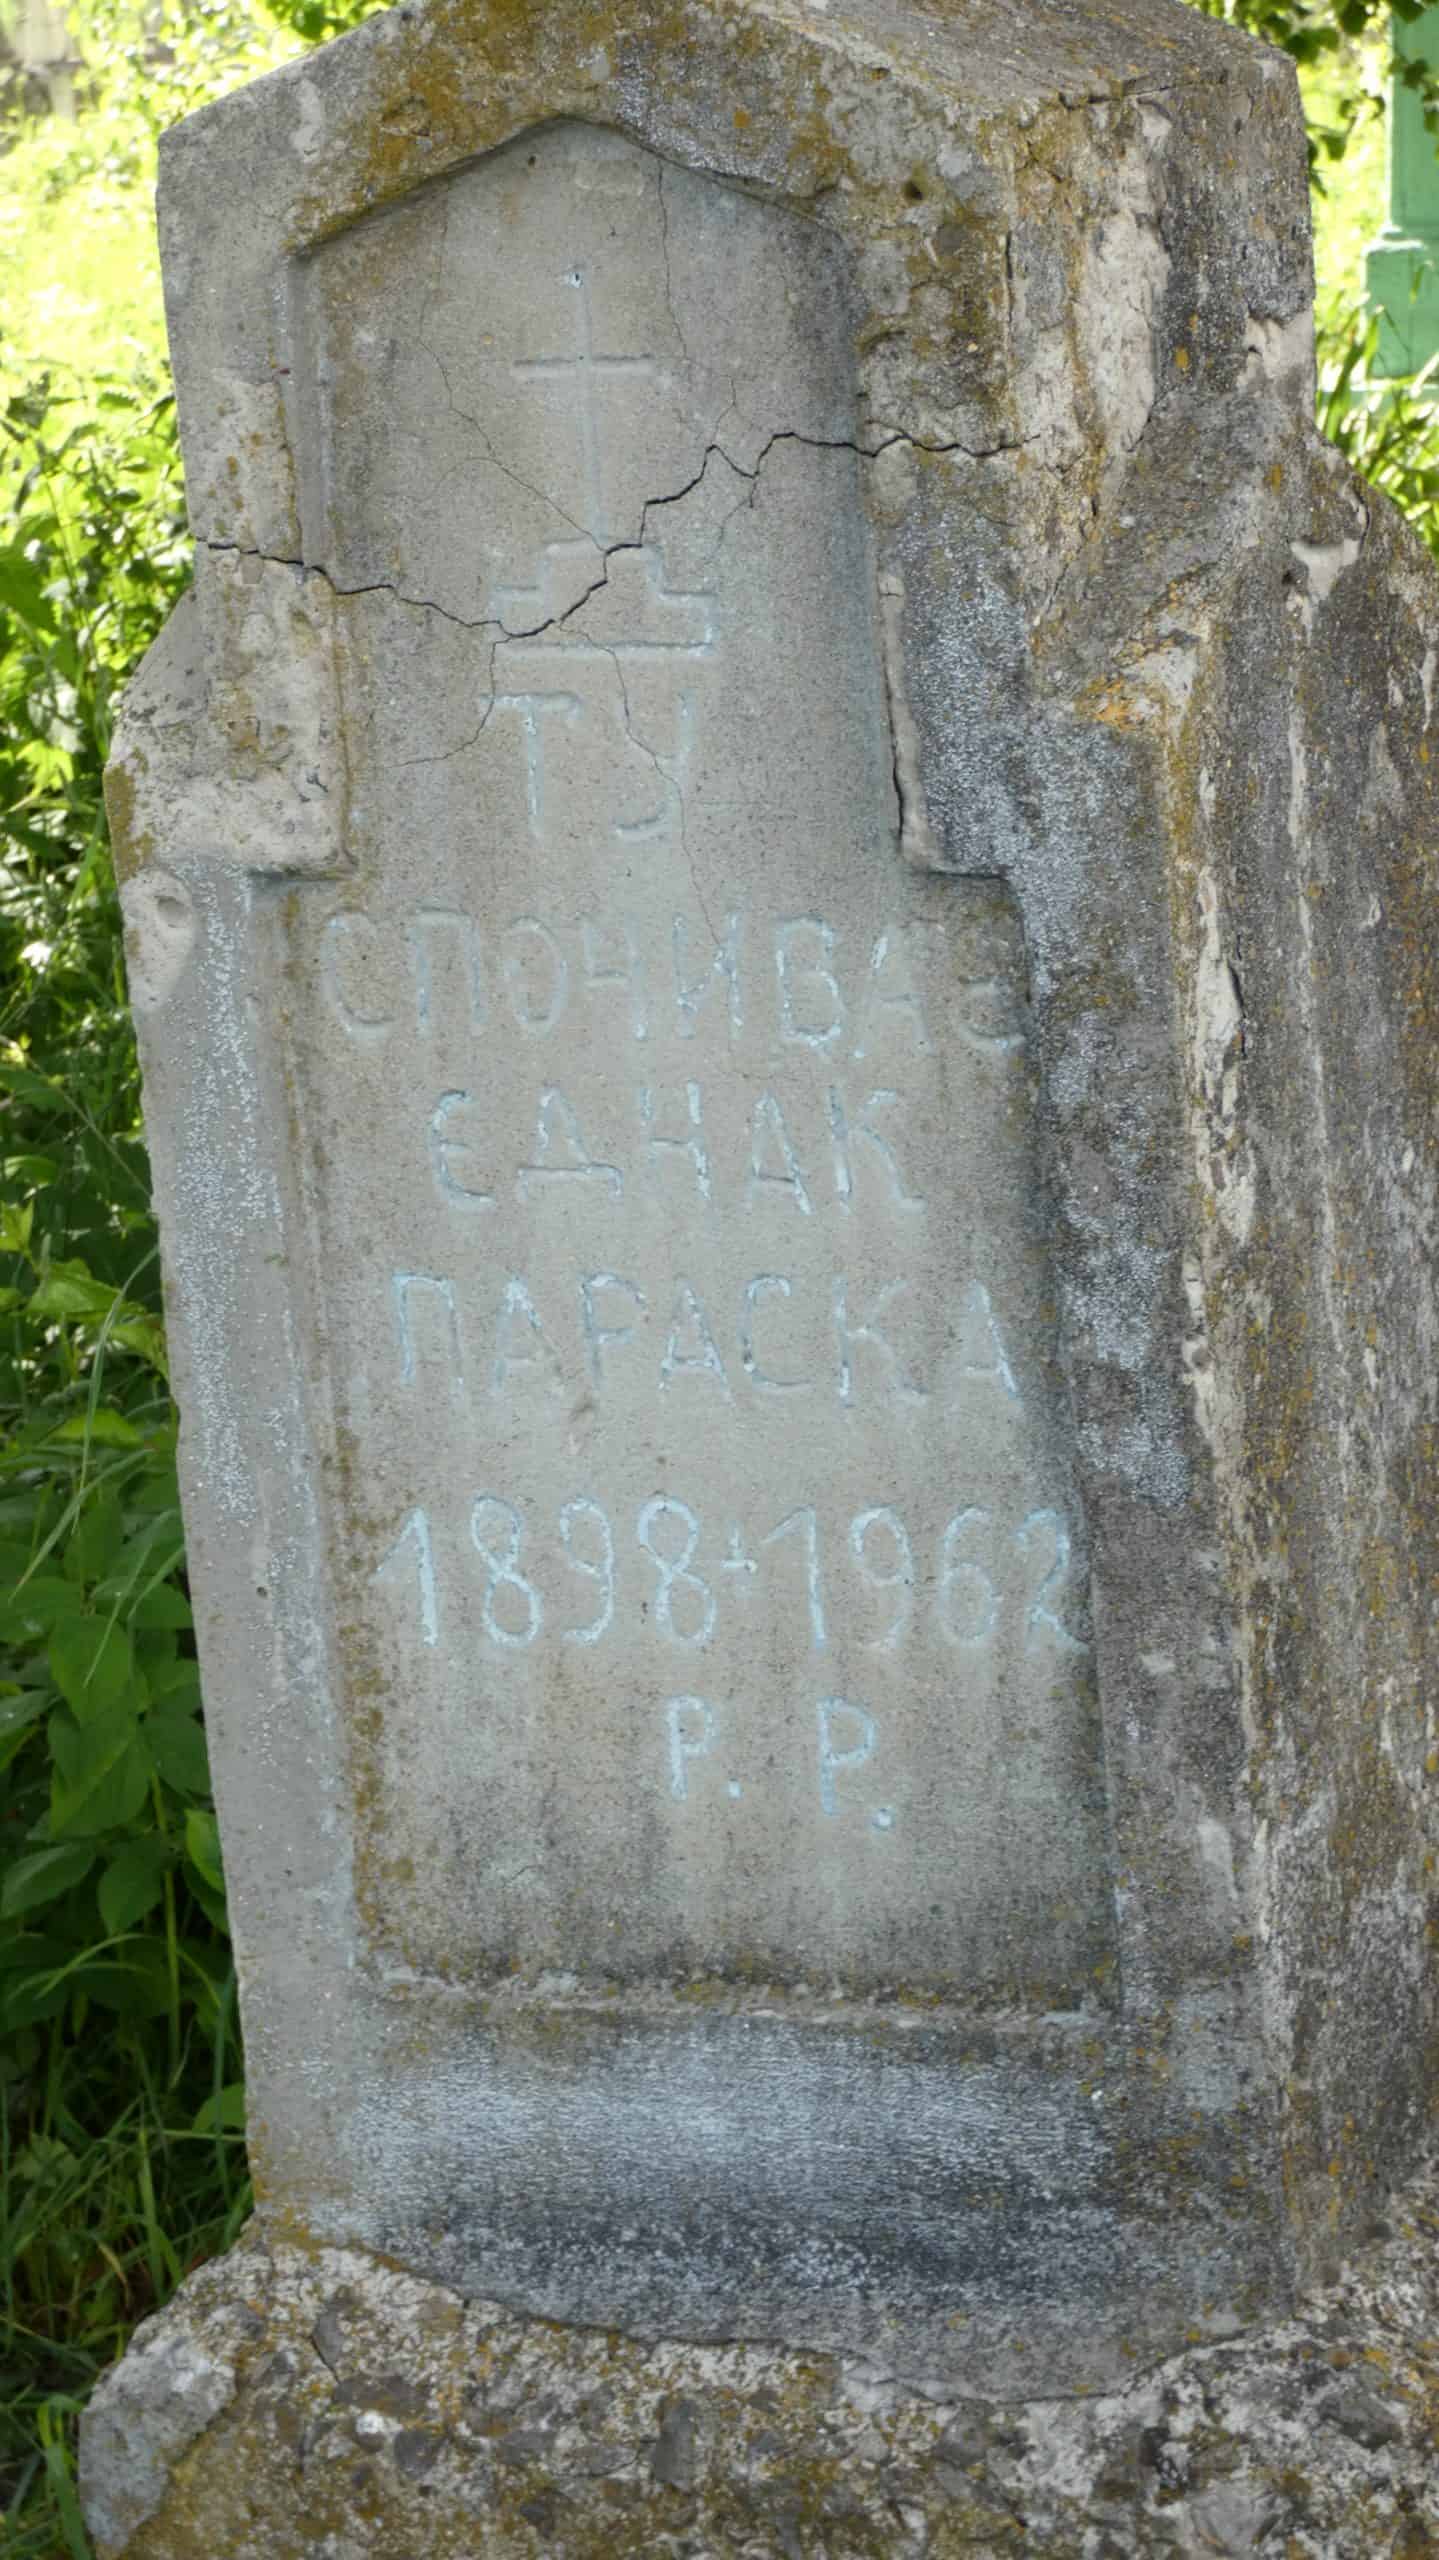 ТУ
СПОЧИВАЄ
ЄДНАК
ПАРАСКА
1898+1962
Р. Р.